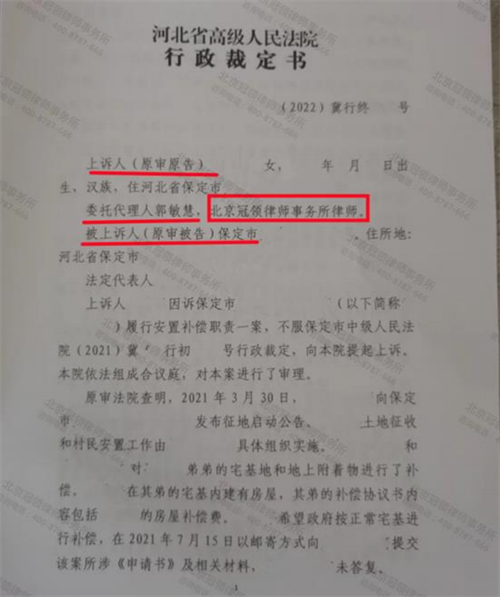 河北省高级人民法院
行政裁定书
（2022）冀行终 号
上诉人（原审原告） 女， 年 月 日出
生，汉族，住河北省保定市
委托代理人郭敏慧，北京冠领律师事务所律师。
被上诉人（原审被告）保定市 。住所地：
河北省保定市
法定代表人
上诉人 因诉保定市 （以下简称
）履行安置补偿职责一案，不服保定市中级人民法
院（2021）冀 行初 号行政裁定，向本院提起上诉。
本院依法组成合议庭，对本案进行了审理。
原审法院查明，2021年3月30日， 向保定
市 发布征地启动公告。 土地征收
和村民安置工作由 具体组织实施。 和
对 弟弟的宅基地和地上附着物进行了补
偿。 在其弟的宅基内建有房屋，其弟的补偿协议书内
容包括 的房屋补偿费。 希望政府按正常宅基进
行补偿，在2021年7月15日以邮寄方式向 提交
该案所涉《申请书》及相关材料， 未答复。
1
北京冠领律师事务所